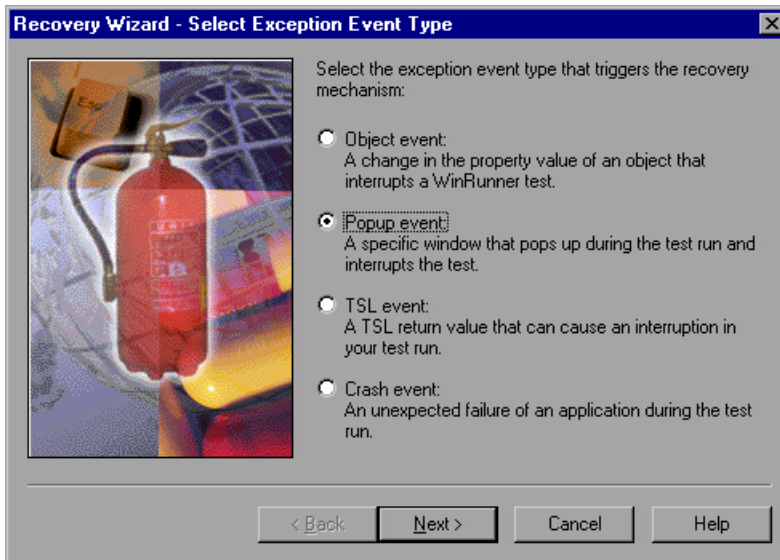 Recovery Wizard - Select Exception Event Type
Select the exception event type that triggers the recovery
mechanism:
Object event:
A change in the property value of an object that
interrupts a WinRunner test.
Popup event:
A specific window that pops up during the test run and
interrupts the test.
TSL event:
A TSL return value that can cause an interruption in
your test run.
Crash event:
An unexpected failure of an application during the test
run.
Esc
< Back
Next >
Cancel
Help